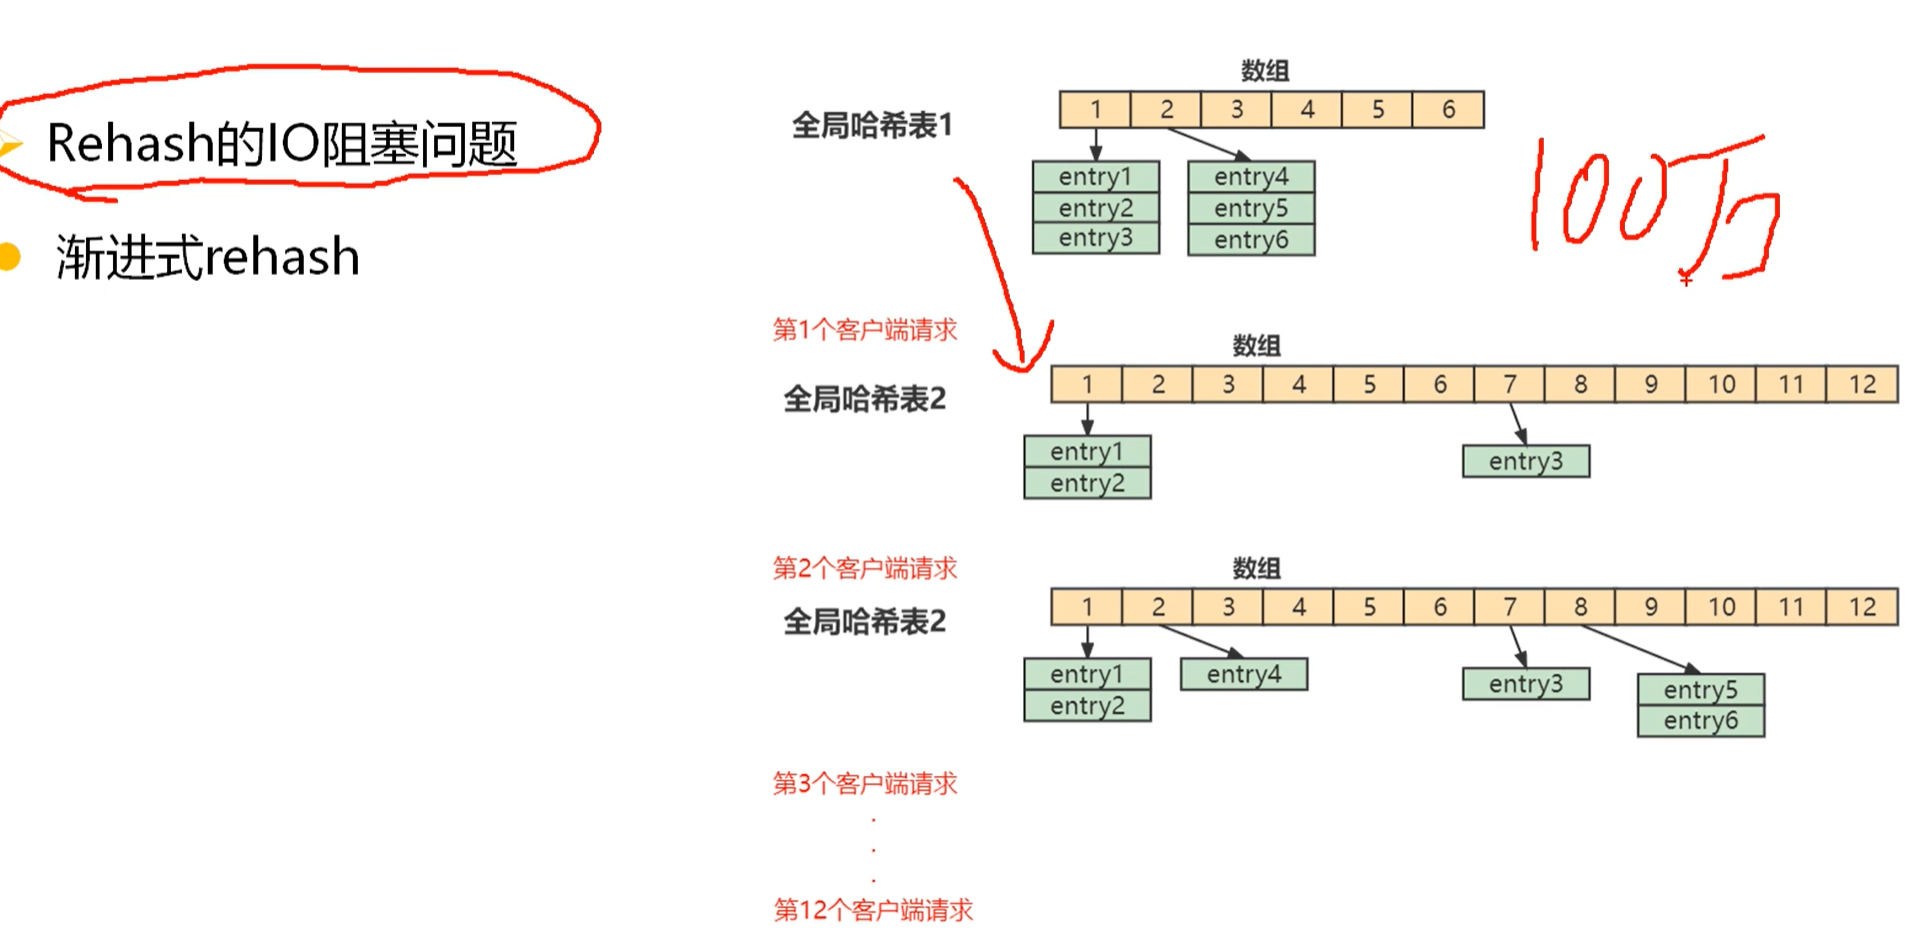 Rehash的IO阻塞问题
渐进式rehash
数组
全局哈希表1
1 2 3 4 5 6
entry1 entry4
entry2 entry5
entry3 entry6
100万
第1个客户端请求
数组
全局哈希表2
1 2 3 4 5 6 7 8 9 10 11 12
entry1
entry2
entry3
第2个客户端请求
数组
全局哈希表2
1 2 3 4 5 6 7 8 9 10 11 12
entry1
entry2
entry4
entry3
entry5
entry6
第3个客户端请求
.
.
.
第12个客户端请求